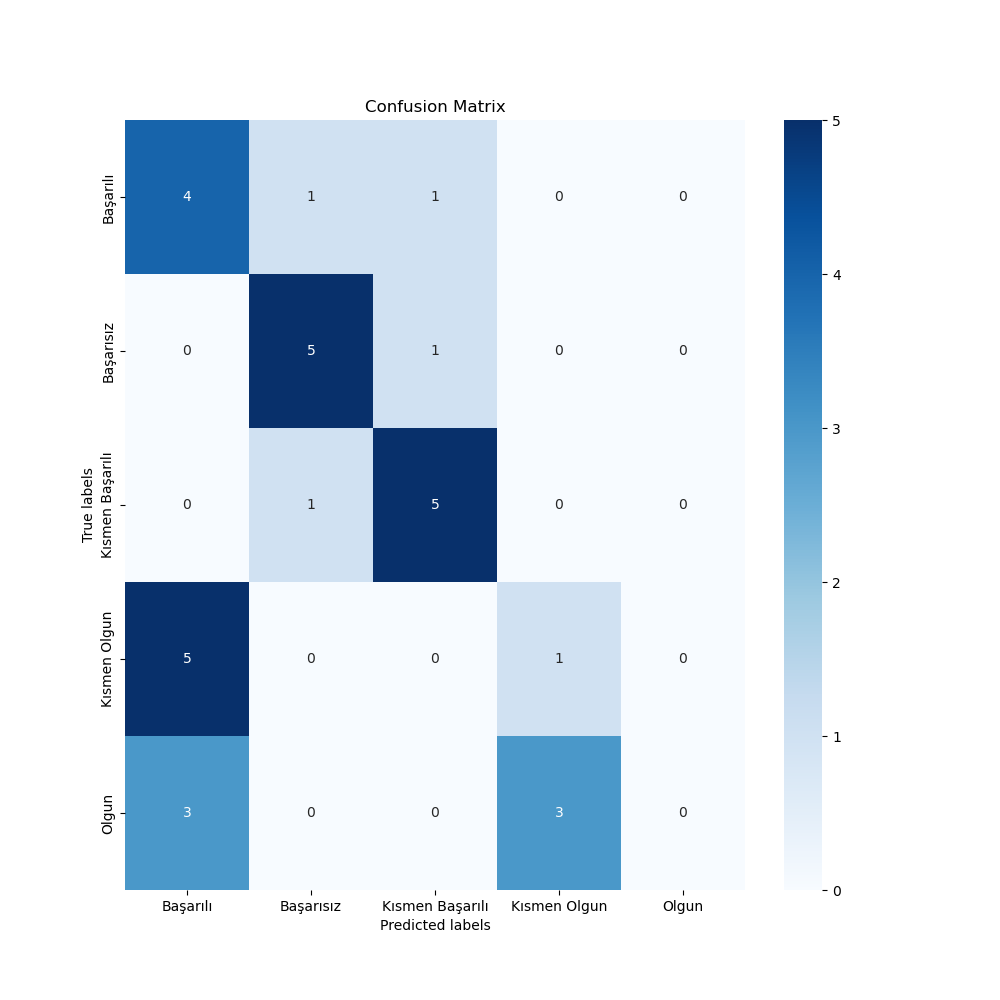 Confusion Matrix
True labels
Başarılı
4 1 1 0 0
Başarısız
0 5 1 0 0
Kısmen Başarılı
0 1 5 0 0
Kısmen Olgun
5 0 0 1 0
Olgun
3 0 0 3 0
Başarılı Başarısız Kısmen Başarılı Kısmen Olgun Olgun
Predicted labels
5
4
3
2
1
0